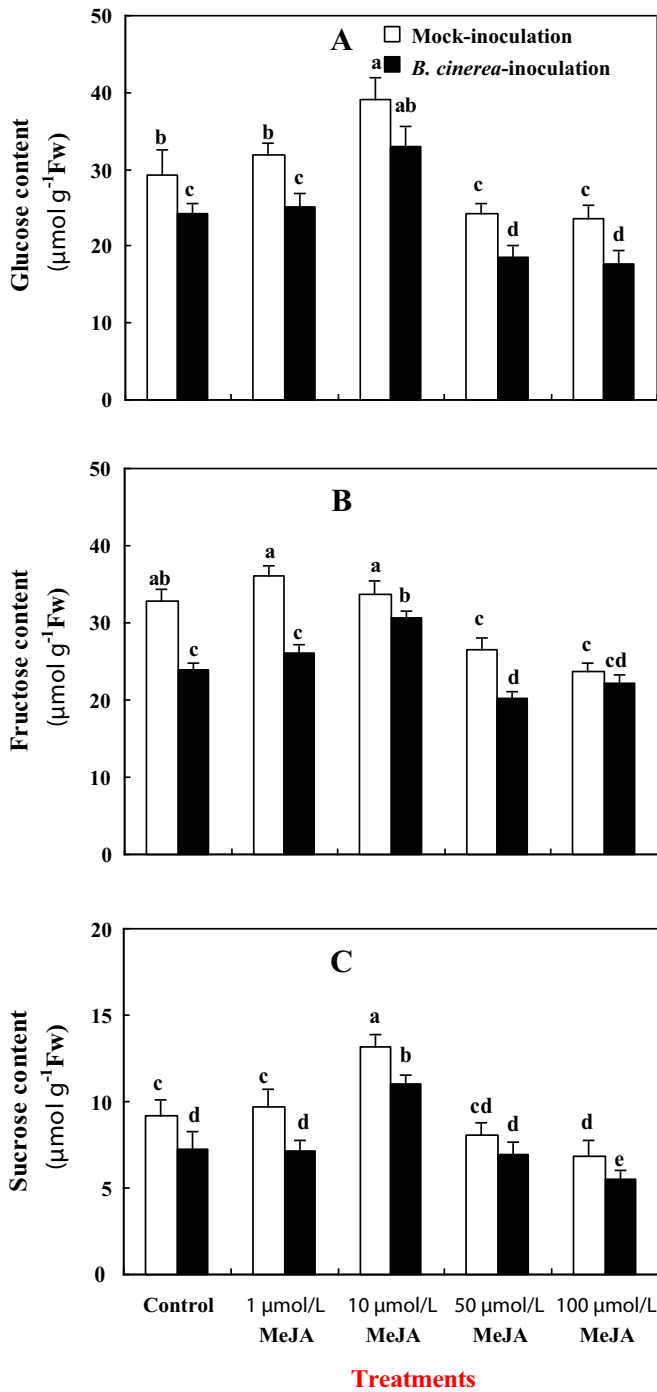 A
Mock-inoculation
B. cinerea-inoculation
Glucose content
(μmol g⁻¹Fw)
50
40
30
20
10
0
b
c
b
c
a
ab
c
d
c
d
B
Fructose content
(μmol g⁻¹Fw)
50
40
30
20
10
0
ab
c
a
c
a
b
c
d
c
cd
C
Sucrose content
(μmol g⁻¹Fw)
20
15
10
5
0
c
d
c
d
a
b
cd
d
d
e
Control
1 μmol/L
MeJA
10 μmol/L
MeJA
50 μmol/L
MeJA
100 μmol/L
MeJA
Treatments